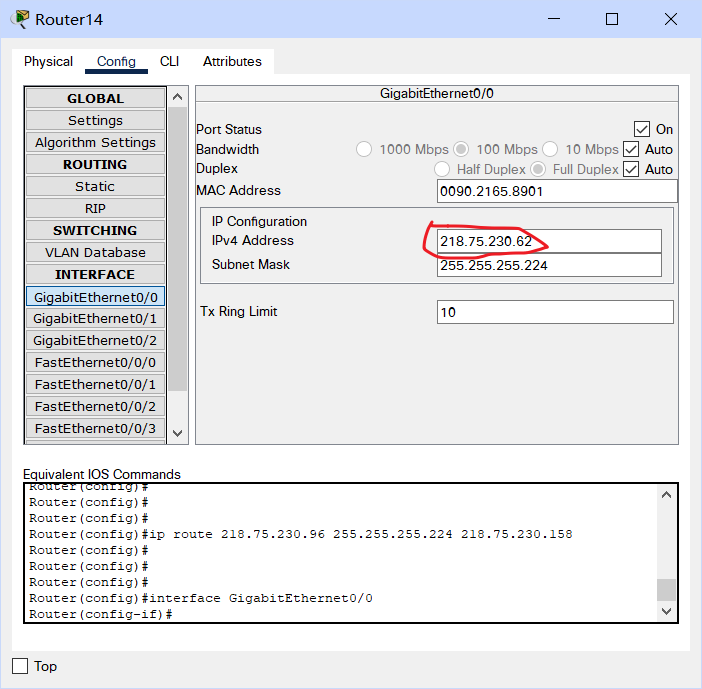 Router14
Physical Config CLI Attributes
GLOBAL
Settings
Algorithm Settings
ROUTING
Static
RIP
SWITCHING
VLAN Database
INTERFACE
GigabitEthernet0/0
GigabitEthernet0/1
GigabitEthernet0/2
FastEthernet0/0/0
FastEthernet0/0/1
FastEthernet0/0/2
FastEthernet0/0/3
GigabitEthernet0/0
Port Status On
Bandwidth 1000 Mbps 100 Mbps 10 Mbps Auto
Duplex Half Duplex Full Duplex Auto
MAC Address 0090.2165.8901
IP Configuration
IPv4 Address 218.75.230.62
Subnet Mask 255.255.255.224
Tx Ring Limit 10
Equivalent IOS Commands
Router(config)#
Router(config)#
Router(config)#
Router(config)#ip route 218.75.230.96 255.255.255.224 218.75.230.158
Router(config)#
Router(config)#
Router(config)#
Router(config)#interface GigabitEthernet0/0
Router(config-if)#
Top